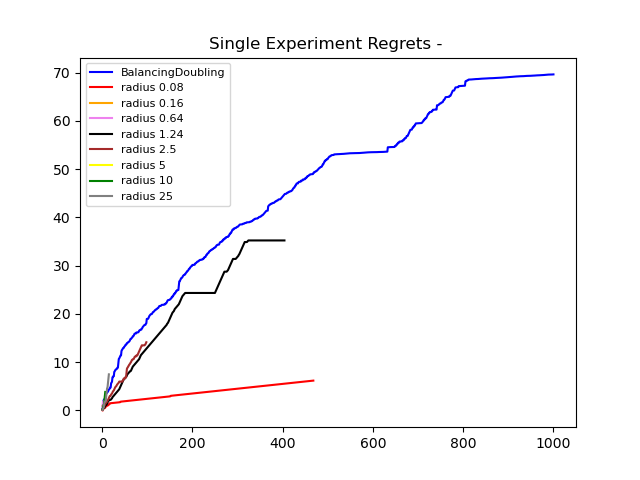 Single Experiment Regrets -
BalancingDoubling
radius 0.08
radius 0.16
radius 0.64
radius 1.24
radius 2.5
radius 5
radius 10
radius 25
70
60
50
40
30
20
10
0
0 200 400 600 800 1000